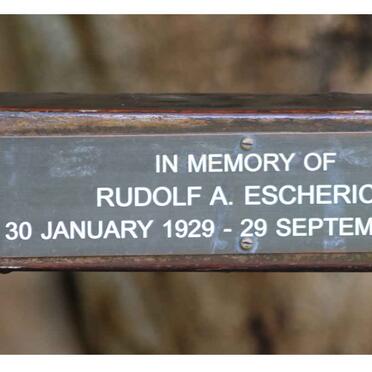 IN MEMORY OF
RUDOLF A. ESCHERIC
30 JANUARY 1929 - 29 SEPTEM